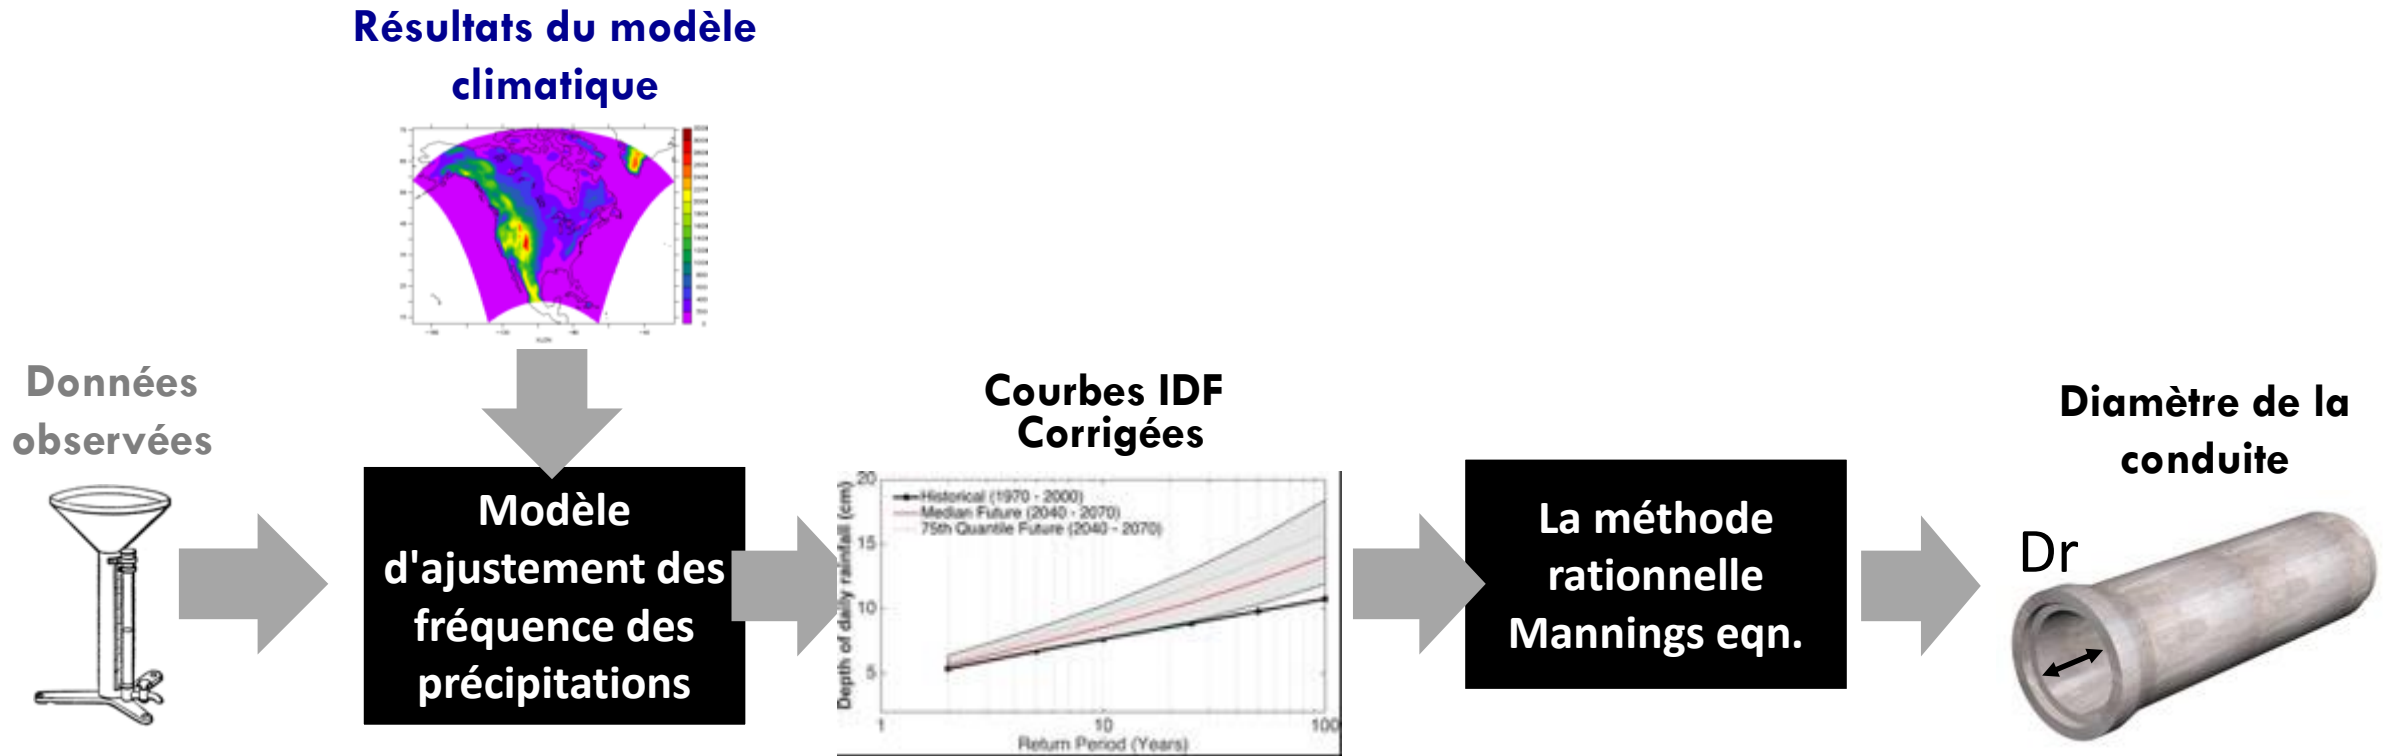 Résultats du modèle
climatique
Données
observées
Modèle
d'ajustement des
fréquence des
précipitations
Courbes IDF
Corrigées
20
15
10
5
Depth of daily rainfall (cm)
Historical (1970 - 2000)
Median Future (2040 - 2070)
75th Quantile Future (2040 - 2070)
1
10
100
Return Period (Years)
La méthode
rationnelle
Mannings eqn.
Diamètre de la
conduite
Dr